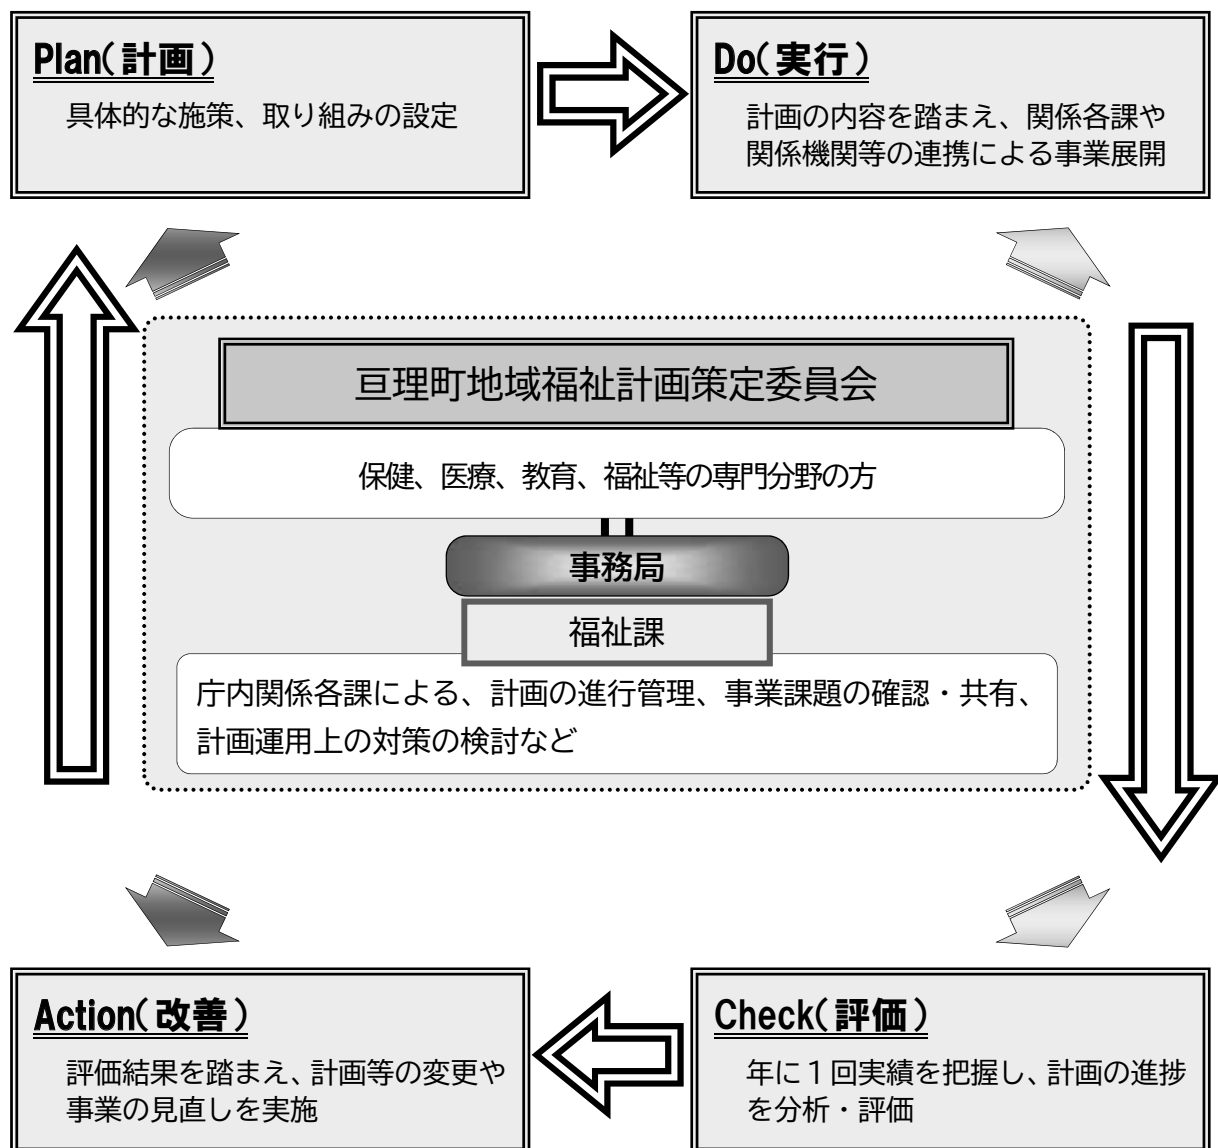 Plan(計画)
具体的な施策、取り組みの設定
Do(実行)
計画の内容を踏まえ、関係各課や
関係機関等の連携による事業展開
亘理町地域福祉計画策定委員会
保健、医療、教育、福祉等の専門分野の方
事務局
福祉課
庁内関係各課による、計画の進行管理、事業課題の確認・共有、
計画運用上の対策の検討など
Action(改善)
評価結果を踏まえ、計画等の変更や
事業の見直しを実施
Check(評価)
年に1回実績を把握し、計画の進捗
を分析・評価